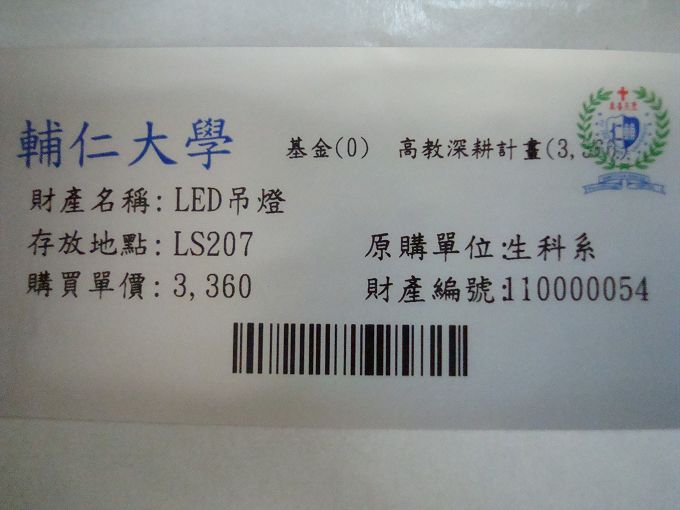 輔仁大學 基金(0) 高教深耕計畫(3,360)
財產名稱: LED吊燈
存放地點: LS207 原購單位:生科系
購買單價: 3,360 財產編號:110000054